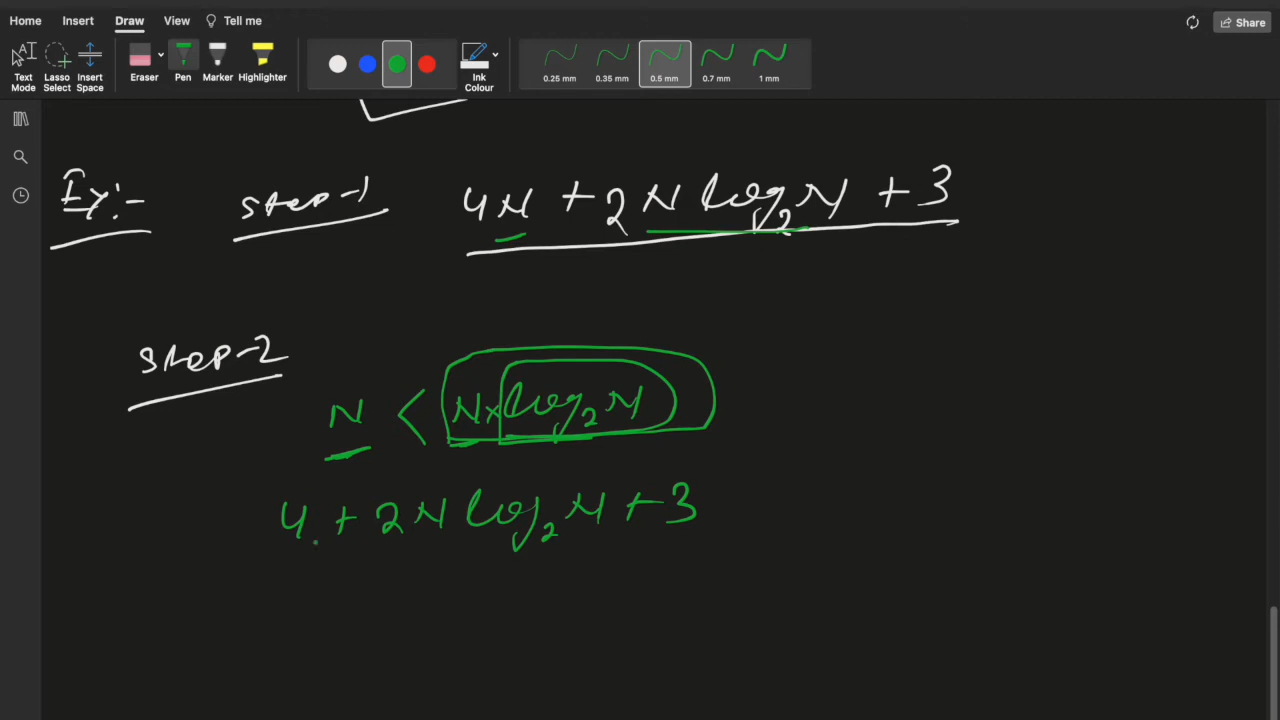 Home Insert Draw View Tell me Share
Text Mode Lasso Select Insert Space Eraser Pen Marker Highlighter Ink Colour 0.25 mm 0.35 mm 0.5 mm 0.7 mm 1 mm
Ex:- Step-1 4N + 2N log₂N + 3
Step-2
N < N× log₂N
4 + 2N log₂N + 3